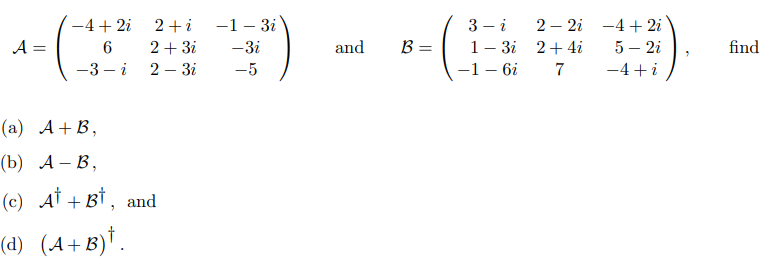 A = ( −4 + 2i 2 + i −1 − 3i ; 6 2 + 3i −3i ; −3 − i 2 − 3i −5 ) and B = ( 3 − i 2 − 2i −4 + 2i ; 1 − 3i 2 + 4i 5 − 2i ; −1 − 6i 7 −4 + i ) , find
(a) A + B,
(b) A − B,
(c) A† + B†, and
(d) (A + B)†.